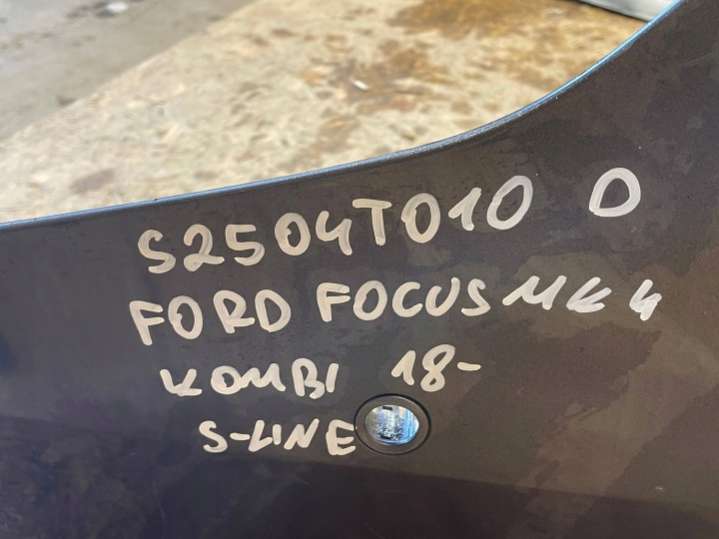 S2504T010 D
FORD FOCUS MK4
KOMBI 18-
S-LINE